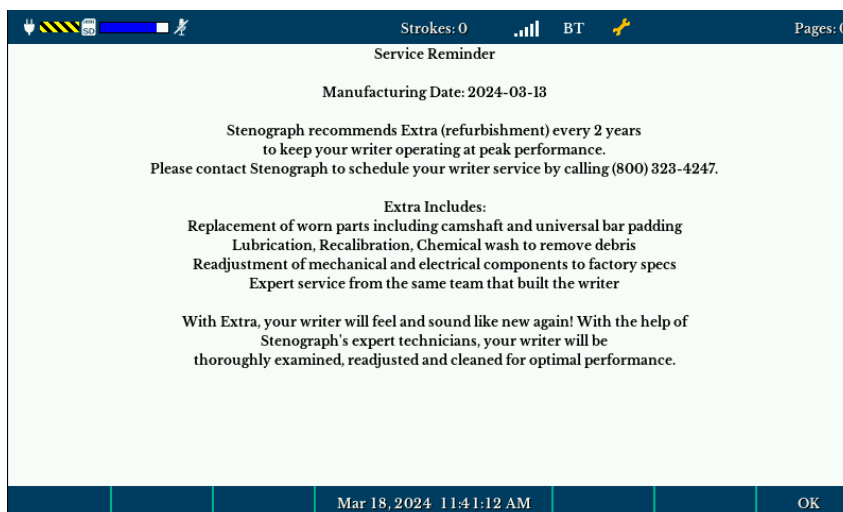 SD Strokes: 0 BT Pages: 0
Service Reminder
Manufacturing Date: 2024-03-13
Stenograph recommends Extra (refurbishment) every 2 years
to keep your writer operating at peak performance.
Please contact Stenograph to schedule your writer service by calling (800) 323-4247.
Extra Includes:
Replacement of worn parts including camshaft and universal bar padding
Lubrication, Recalibration, Chemical wash to remove debris
Readjustment of mechanical and electrical components to factory specs
Expert service from the same team that built the writer
With Extra, your writer will feel and sound like new again! With the help of
Stenograph's expert technicians, your writer will be
thoroughly examined, readjusted and cleaned for optimal performance.
Mar 18, 2024 11:41:12 AM OK